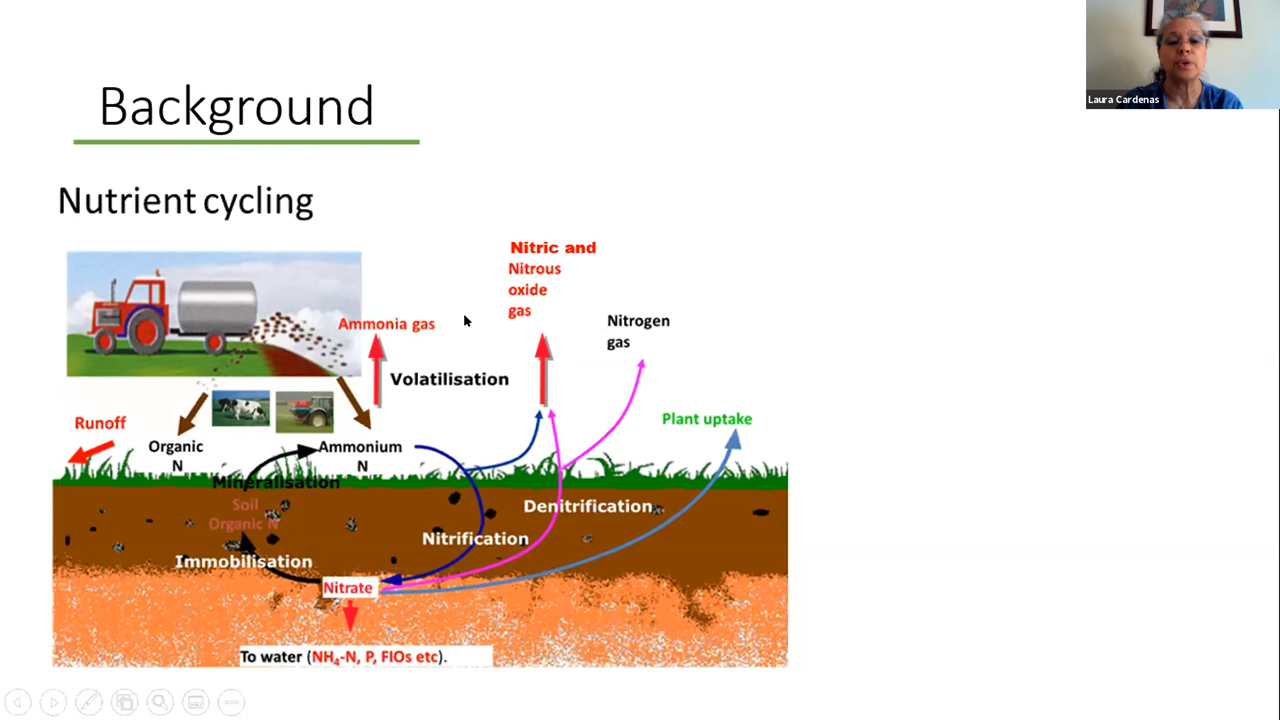 Laura Cardenas
Background
Nutrient cycling
Nitric and
Nitrous
oxide
gas
Ammonia gas
Nitrogen
gas
Volatilisation
Runoff
Plant uptake
Organic
N
Ammonium
N
Mineralisation
Soil
Organic N
Denitrification
Nitrification
Immobilisation
Nitrate
To water (NH₄-N, P, FIOs etc).